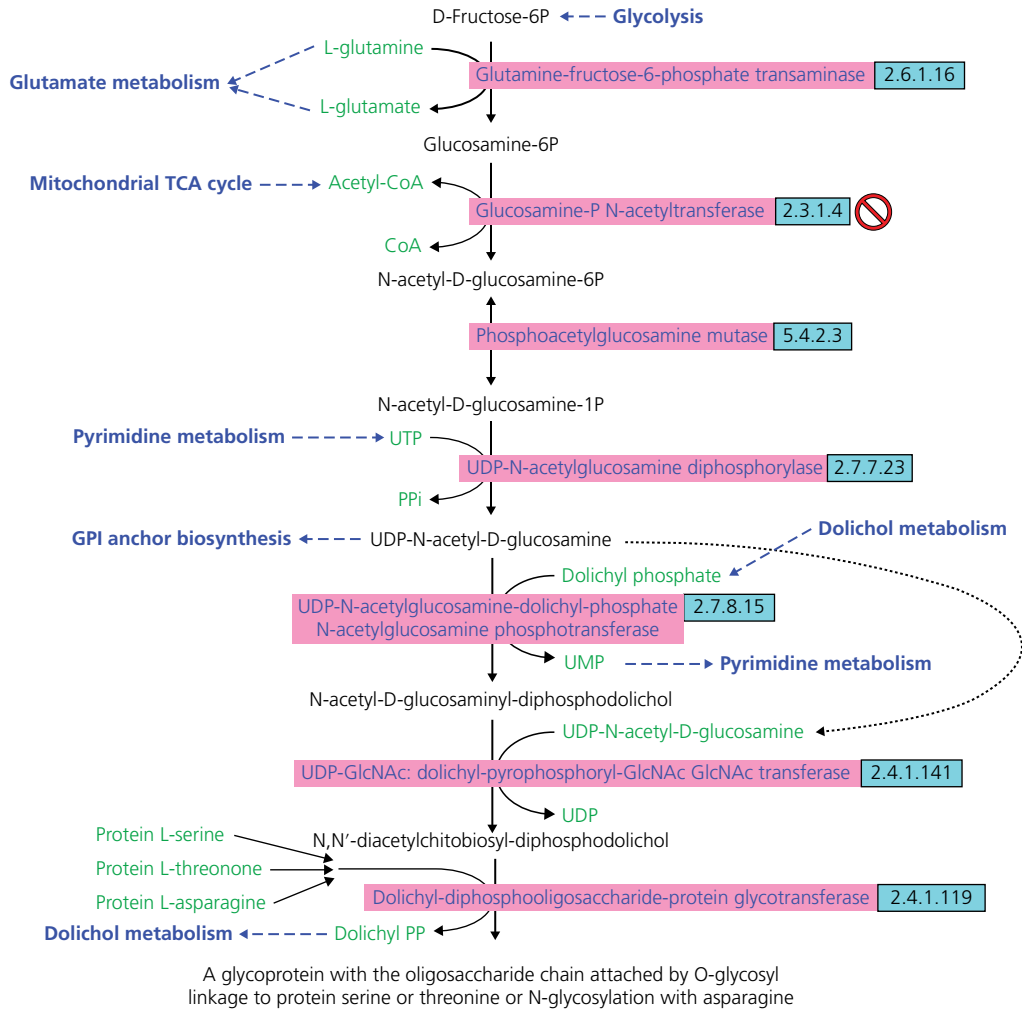 D-Fructose-6P
Glycolysis
L-glutamine
Glutamate metabolism
Glutamine-fructose-6-phosphate transaminase
2.6.1.16
L-glutamate
Glucosamine-6P
Mitochondrial TCA cycle
Acetyl-CoA
Glucosamine-P N-acetyltransferase
2.3.1.4
CoA
N-acetyl-D-glucosamine-6P
Phosphoacetylglucosamine mutase
5.4.2.3
N-acetyl-D-glucosamine-1P
Pyrimidine metabolism
UTP
UDP-N-acetylglucosamine diphosphorylase
2.7.7.23
PPi
GPI anchor biosynthesis
UDP-N-acetyl-D-glucosamine
Dolichol metabolism
Dolichyl phosphate
UDP-N-acetylglucosamine-dolichyl-phosphate
N-acetylglucosamine phosphotransferase
2.7.8.15
UMP
Pyrimidine metabolism
N-acetyl-D-glucosaminyl-diphosphodolichol
UDP-N-acetyl-D-glucosamine
UDP-GlcNAc: dolichyl-pyrophosphoryl-GlcNAc GlcNAc transferase
2.4.1.141
UDP
N,N′-diacetylchitobiosyl-diphosphodolichol
Protein L-serine
Protein L-threonone
Protein L-asparagine
Dolichyl-diphosphooligosaccharide-protein glycotransferase
2.4.1.119
Dolichol metabolism
Dolichyl PP
A glycoprotein with the oligosaccharide chain attached by O-glycosyl
linkage to protein serine or threonine or N-glycosylation with asparagine